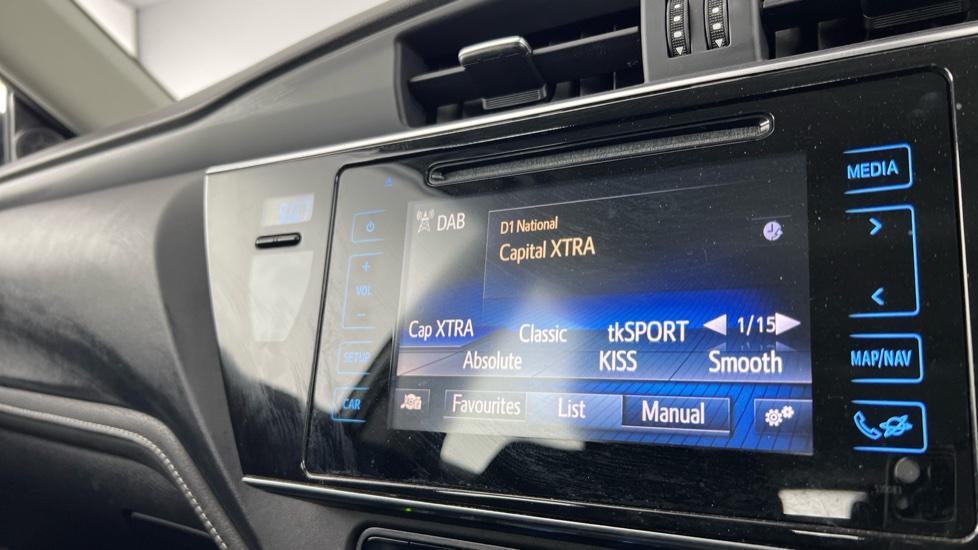 DAB
D1 National
Capital XTRA
Cap XTRA Classic tkSPORT 1/15
Absolute KISS Smooth
Favourites List Manual
+
VOL
-
SETUP
CAR
MEDIA
>
<
MAP/NAV